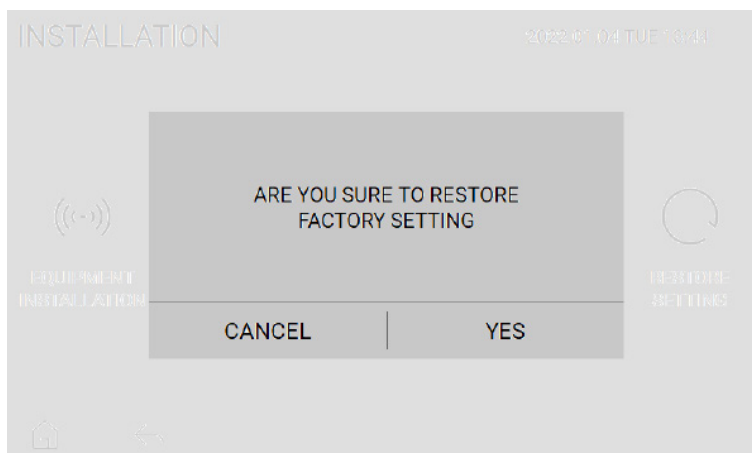 INSTALLATION
ARE YOU SURE TO RESTORE
FACTORY SETTING
EQUIPMENT
INSTALLATION
RESTORE
SETTING
CANCEL
YES